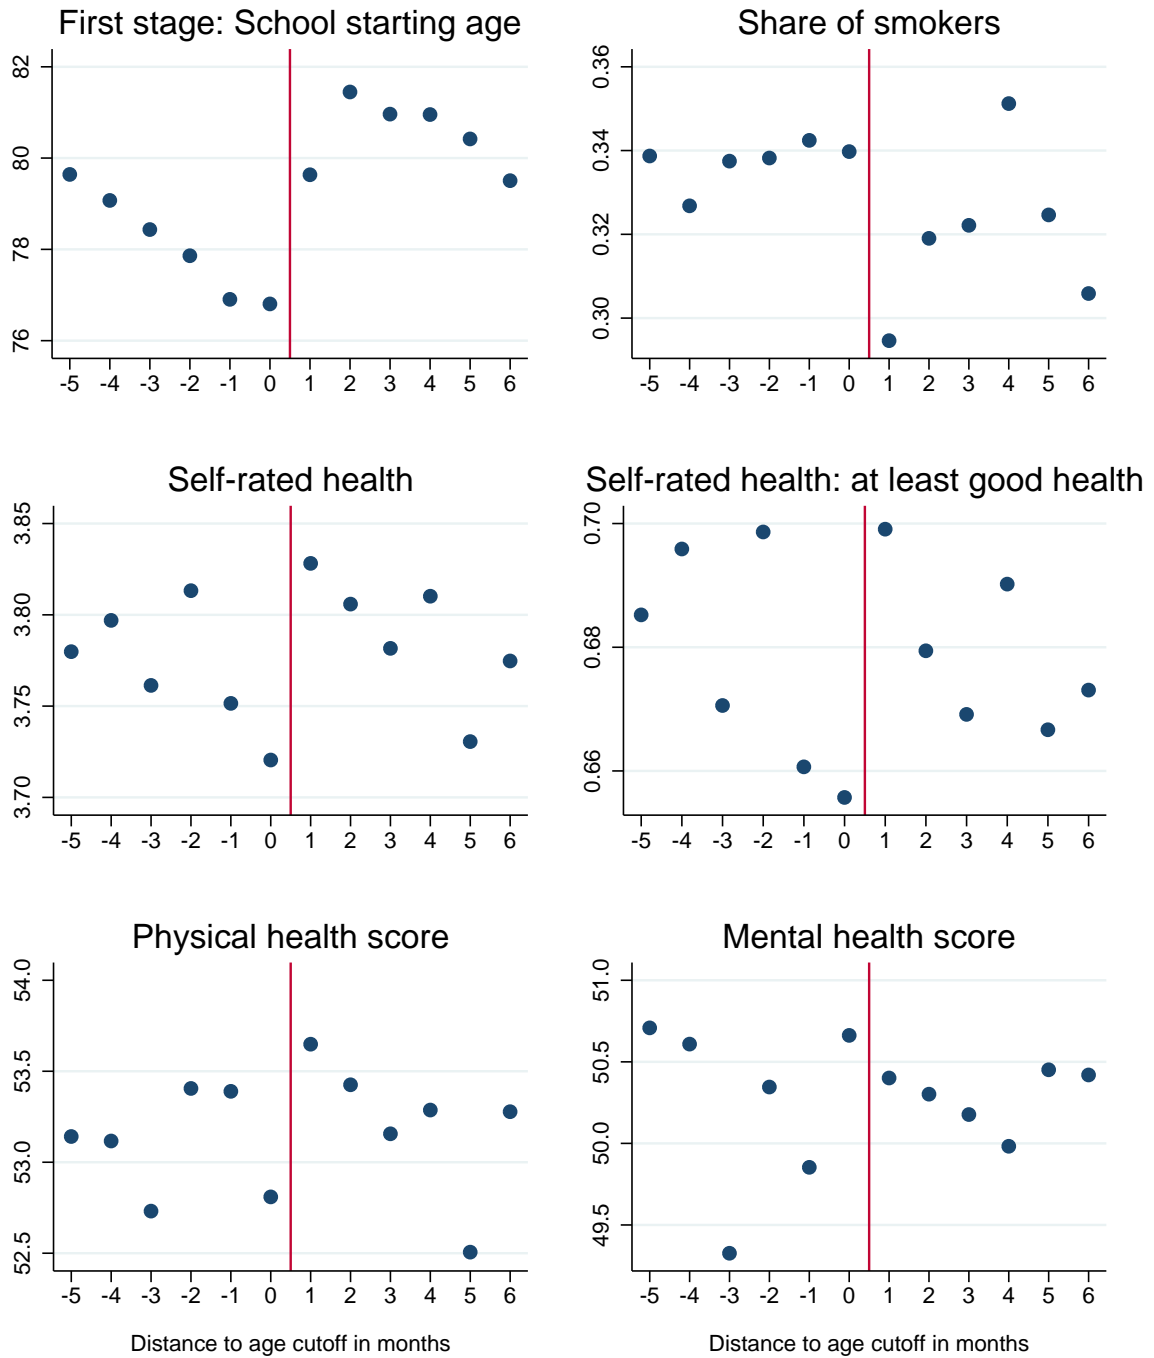 First stage: School starting age
82
80
78
76
-5 -4 -3 -2 -1 0 1 2 3 4 5 6
Share of smokers
0.36
0.34
0.32
0.30
-5 -4 -3 -2 -1 0 1 2 3 4 5 6
Self-rated health
3.85
3.80
3.75
3.70
-5 -4 -3 -2 -1 0 1 2 3 4 5 6
Self-rated health: at least good health
0.70
0.68
0.66
-5 -4 -3 -2 -1 0 1 2 3 4 5 6
Physical health score
54.0
53.5
53.0
52.5
-5 -4 -3 -2 -1 0 1 2 3 4 5 6
Distance to age cutoff in months
Mental health score
51.0
50.5
50.0
49.5
-5 -4 -3 -2 -1 0 1 2 3 4 5 6
Distance to age cutoff in months